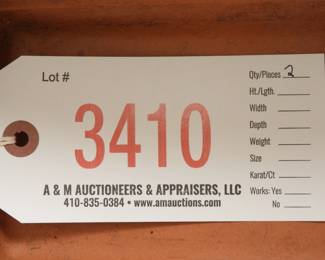 Lot #
3410
A & M AUCTIONEERS & APPRAISERS, LLC
410-835-0384 • www.amauctions.com
Qty/Pieces 2
Ht./Lgth.
Width
Depth
Weight
Size
Karat/Ct
Works: Yes
No